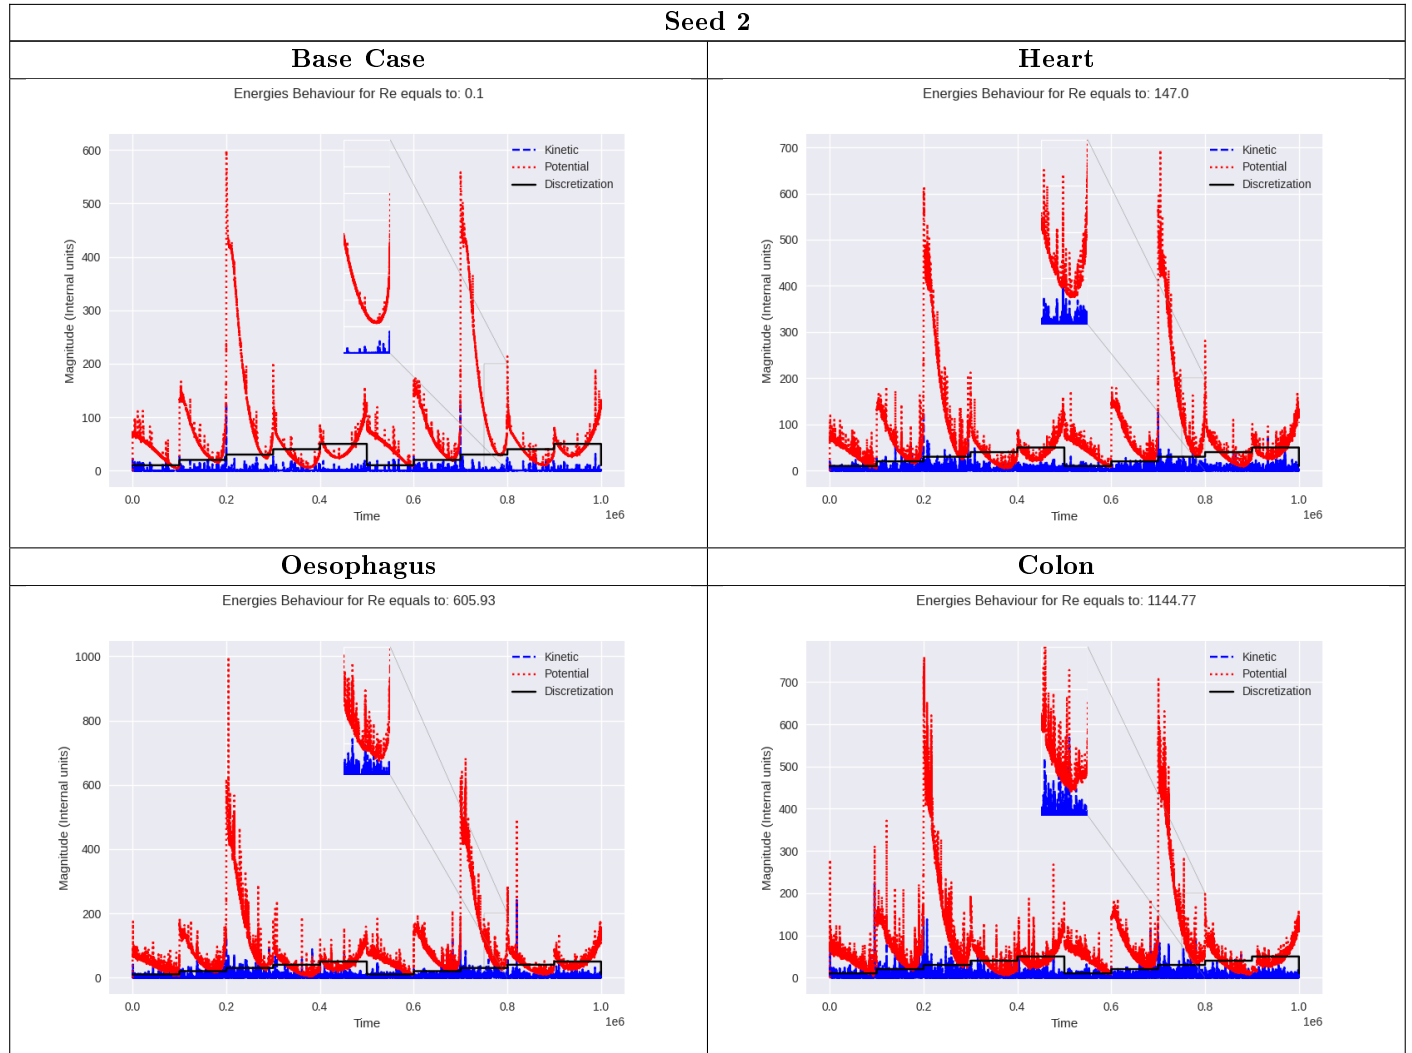 Seed 2
Base Case
Heart
Energies Behaviour for Re equals to: 0.1
Kinetic
Potential
Discretization
600
500
400
300
200
100
0
Magnitude (Internal units)
0.0 0.2 0.4 0.6 0.8 1.0
1e6
Time
Energies Behaviour for Re equals to: 147.0
Kinetic
Potential
Discretization
700
600
500
400
300
200
100
0
Magnitude (Internal units)
0.0 0.2 0.4 0.6 0.8 1.0
1e6
Time
Oesophagus
Colon
Energies Behaviour for Re equals to: 605.93
Kinetic
Potential
Discretization
1000
800
600
400
200
0
Magnitude (Internal units)
0.0 0.2 0.4 0.6 0.8 1.0
1e6
Time
Energies Behaviour for Re equals to: 1144.77
Kinetic
Potential
Discretization
700
600
500
400
300
200
100
0
Magnitude (Internal units)
0.0 0.2 0.4 0.6 0.8 1.0
1e6
Time